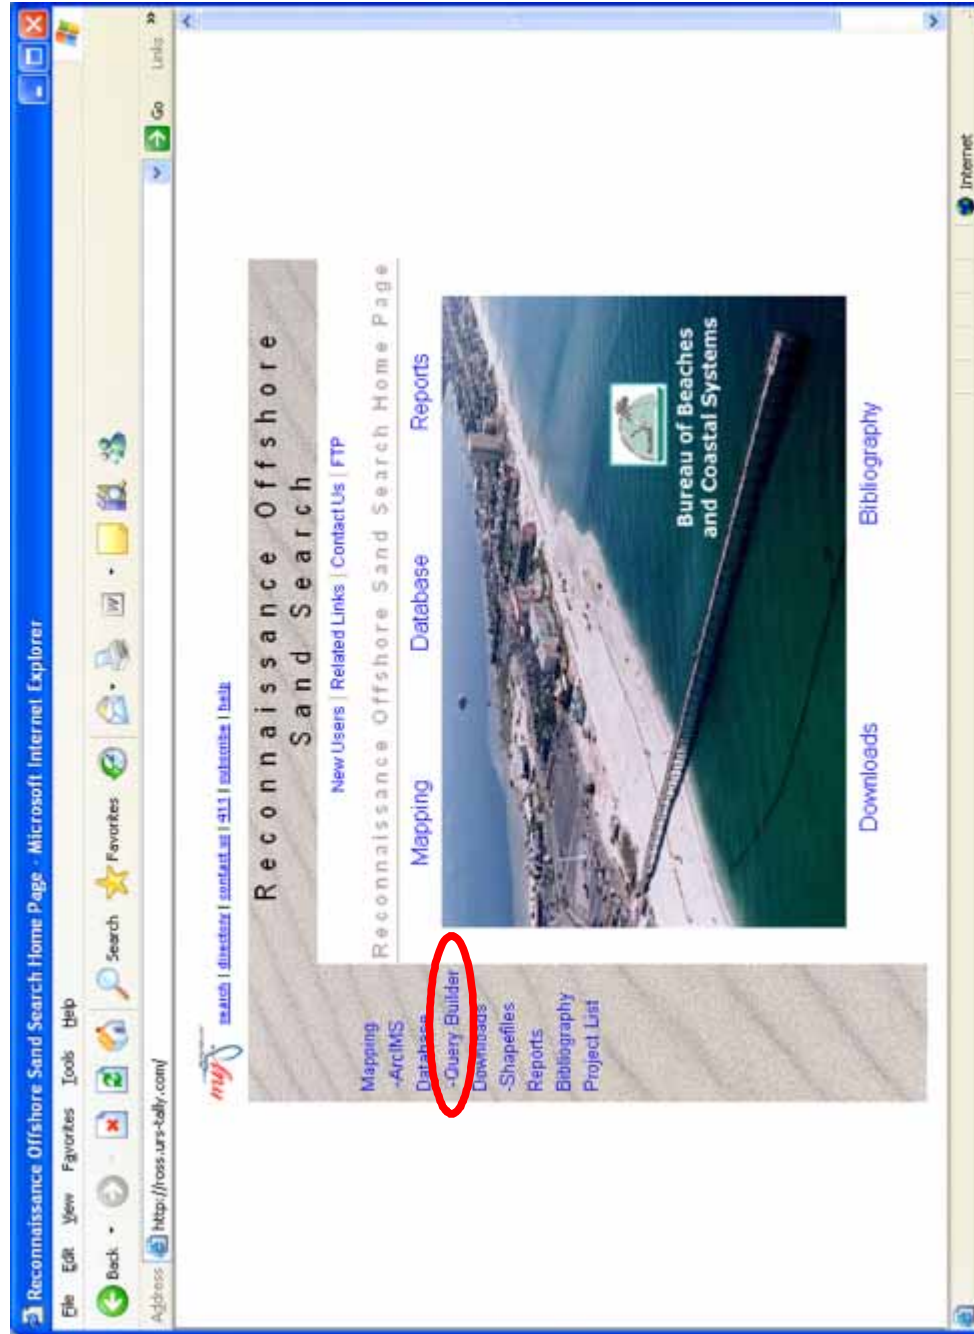 Reconnaissance Offshore Sand Search Home Page - Microsoft Internet Explorer
File Edit View Favorites Tools Help
Back Search Favorites
Address http://ross.urs-tally.com/ Go Links »
my
search | directory | contact us | 411 | subscribe | help
Reconnaissance Offshore
Sand Search
New Users | Related Links | Contact Us | FTP
Reconnaissance Offshore Sand Search Home Page
Mapping
-ArcIMS
Database
-Query Builder
Downloads
-Shapefiles
Reports
Bibliography
Project List
Mapping Database Reports
Bureau of Beaches
and Coastal Systems
Downloads Bibliography
Internet